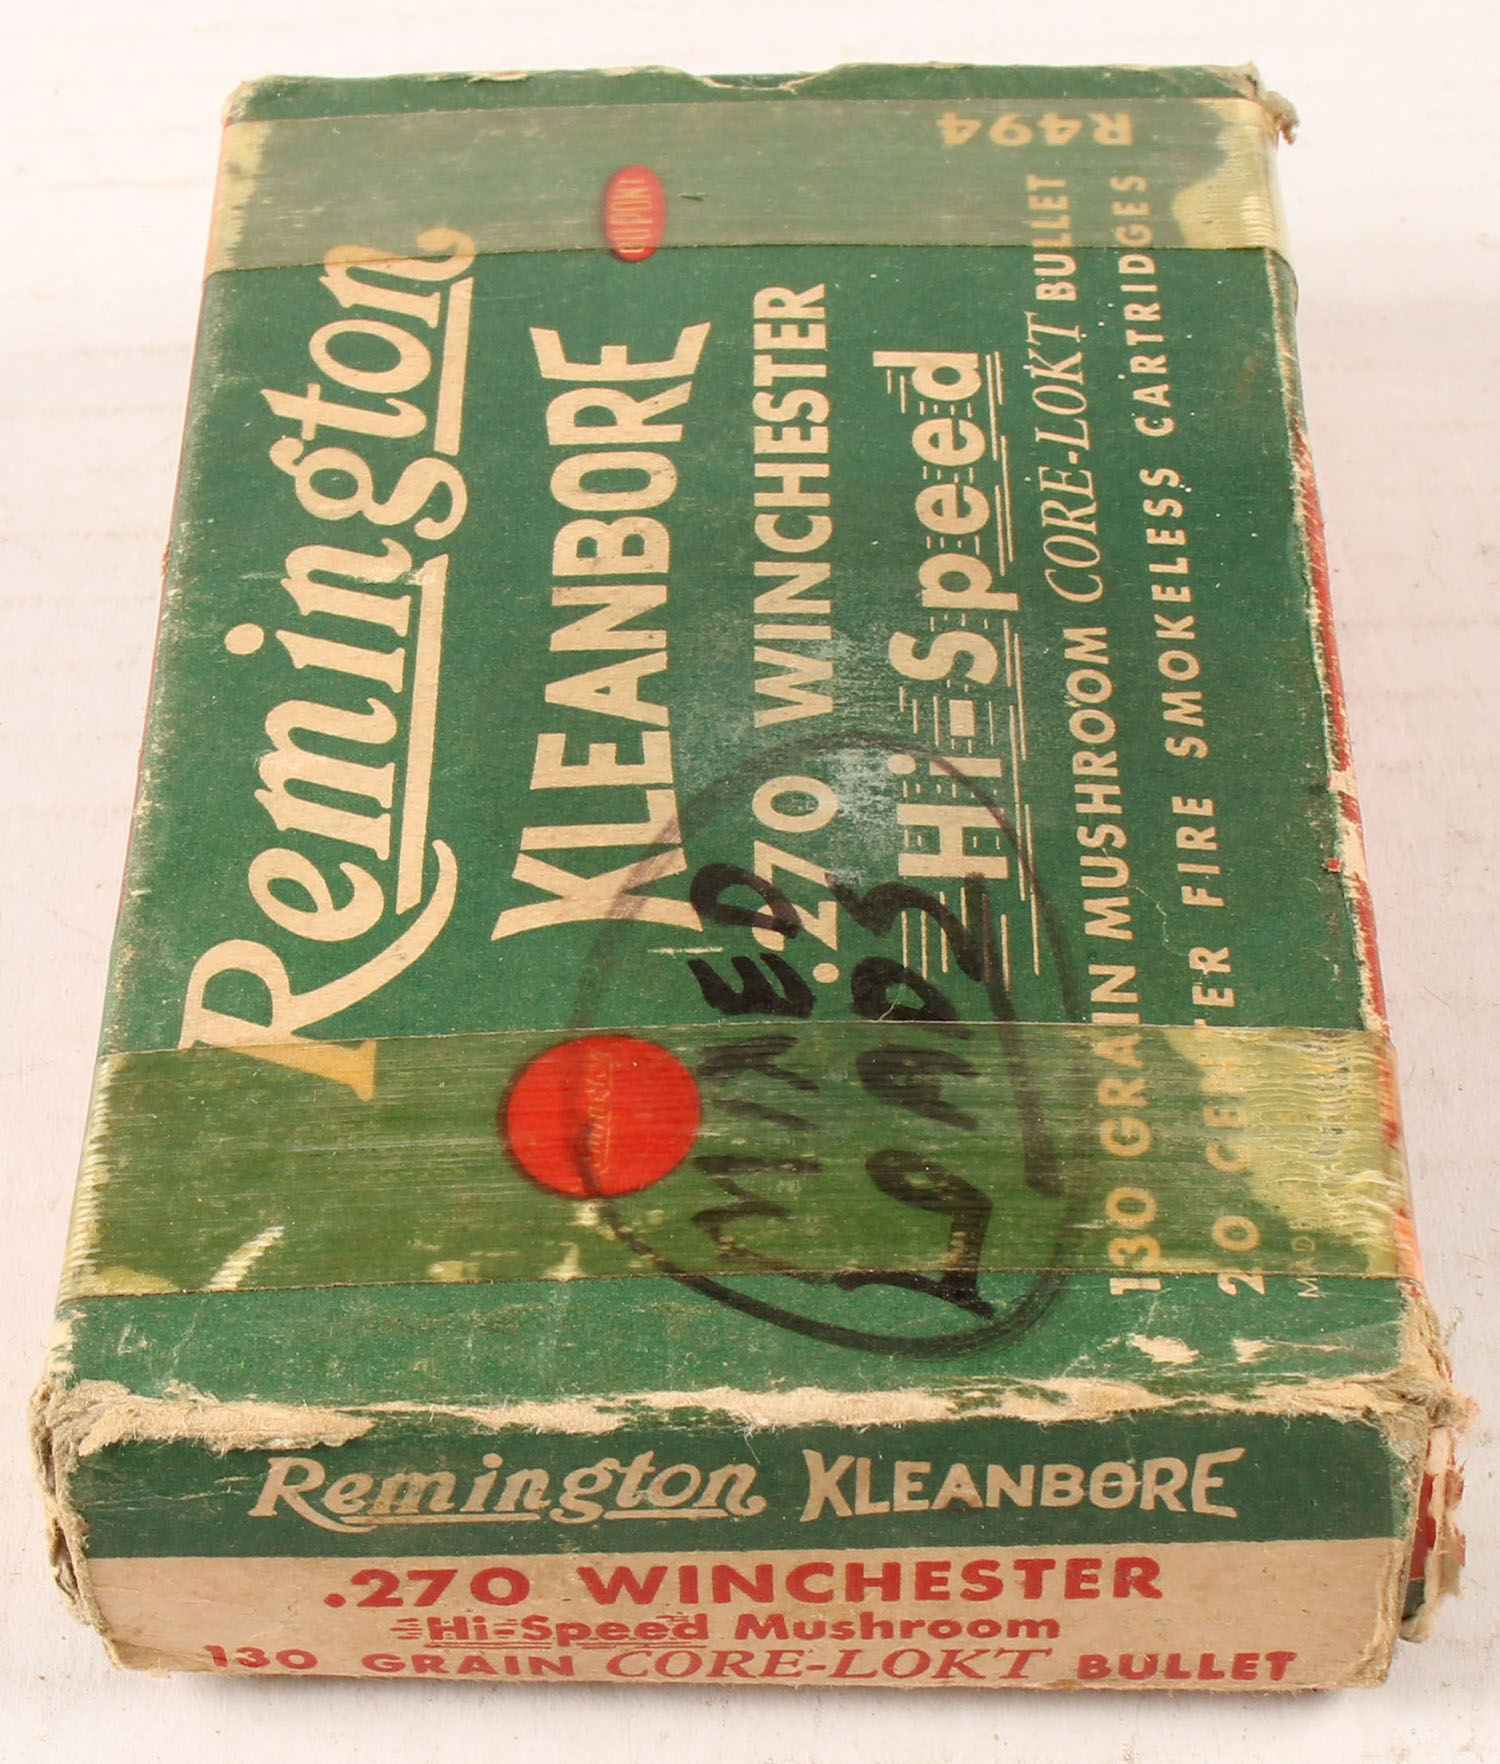 R494
Remington
DUPONT
KLEANBORE
.270 WINCHESTER
Hi-Speed
130 GRAIN MUSHROOM CORE-LOKT BULLET
20 CENTER FIRE SMOKELESS CARTRIDGES
Remington
MIXED
LOADS
Remington KLEANBORE
.270 WINCHESTER
Hi-Speed Mushroom
130 GRAIN CORE-LOKT BULLET